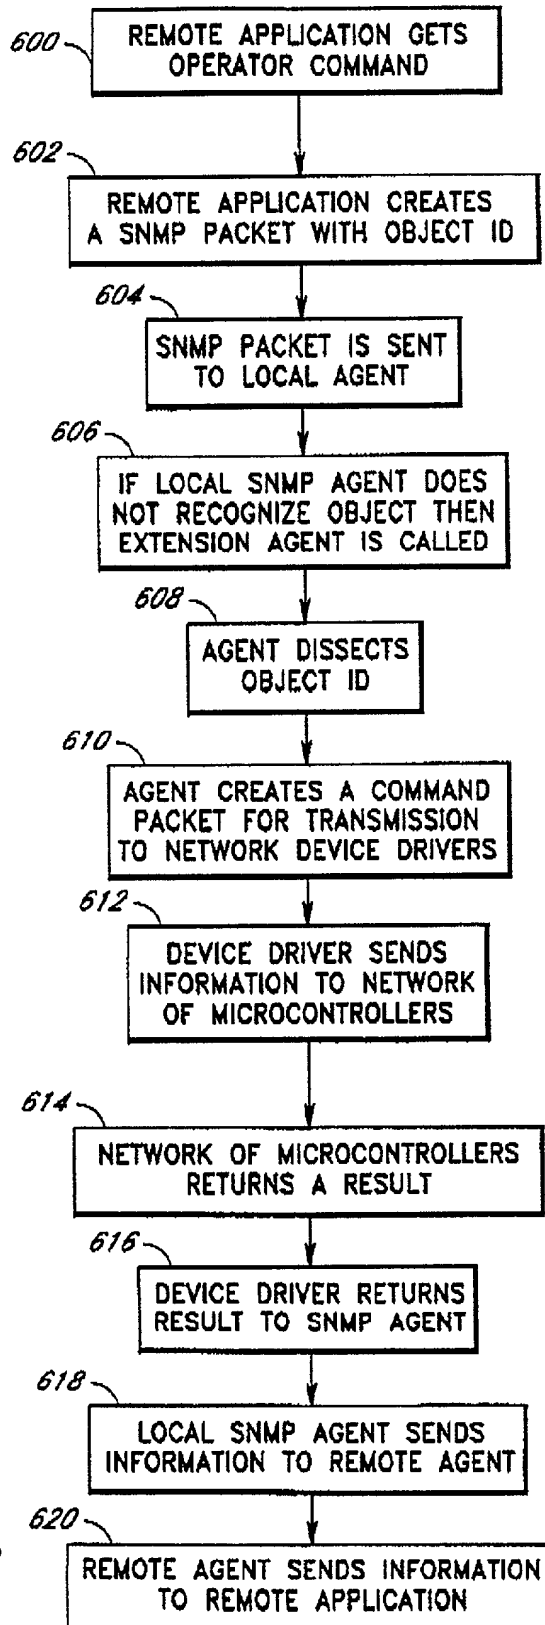 600
REMOTE APPLICATION GETS
OPERATOR COMMAND
602
REMOTE APPLICATION CREATES
A SNMP PACKET WITH OBJECT ID
604
SNMP PACKET IS SENT
TO LOCAL AGENT
606
IF LOCAL SNMP AGENT DOES
NOT RECOGNIZE OBJECT THEN
EXTENSION AGENT IS CALLED
608
AGENT DISSECTS
OBJECT ID
610
AGENT CREATES A COMMAND
PACKET FOR TRANSMISSION
TO NETWORK DEVICE DRIVERS
612
DEVICE DRIVER SENDS
INFORMATION TO NETWORK
OF MICROCONTROLLERS
614
NETWORK OF MICROCONTROLLERS
RETURNS A RESULT
616
DEVICE DRIVER RETURNS
RESULT TO SNMP AGENT
618
LOCAL SNMP AGENT SENDS
INFORMATION TO REMOTE AGENT
620
REMOTE AGENT SENDS INFORMATION
TO REMOTE APPLICATION